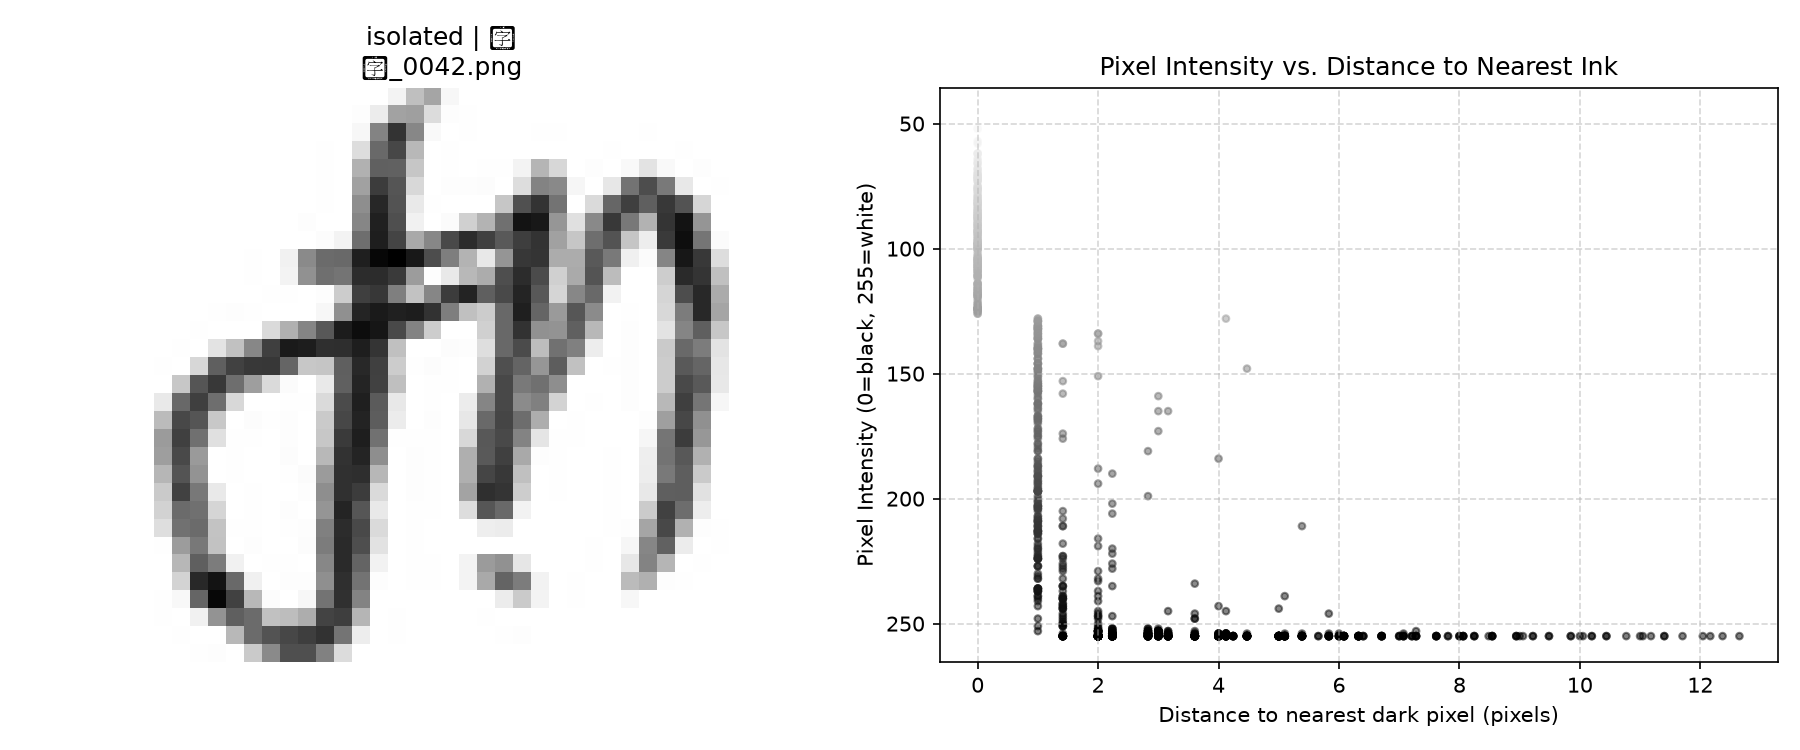 isolated |
_0042.png
Pixel Intensity vs. Distance to Nearest Ink
Pixel Intensity (0=black, 255=white)
50
100
150
200
250
0 2 4 6 8 10 12
Distance to nearest dark pixel (pixels)